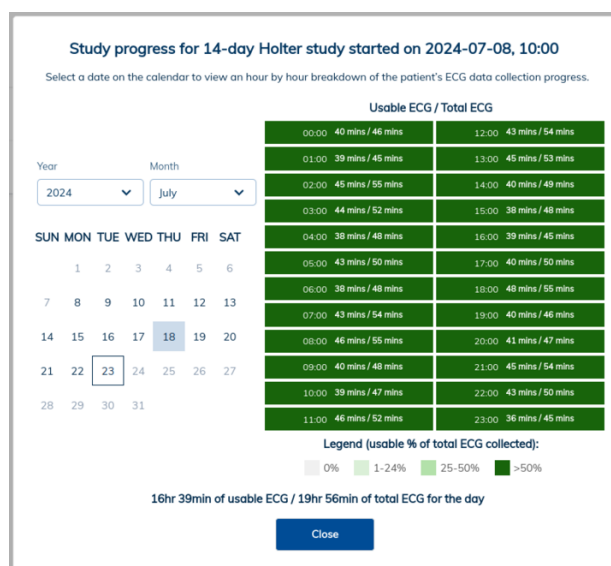 Study progress for 14-day Holter study started on 2024-07-08, 10:00
Select a date on the calendar to view an hour by hour breakdown of the patient's ECG data collection progress.
Year
Month
2024
July
SUN MON TUE WED THU FRI SAT
1 2 3 4 5 6
7 8 9 10 11 12 13
14 15 16 17 18 19 20
21 22 23 24 25 26 27
28 29 30 31
Usable ECG / Total ECG
00:00 40 mins / 46 mins
01:00 39 mins / 45 mins
02:00 45 mins / 55 mins
03:00 44 mins / 52 mins
04:00 38 mins / 48 mins
05:00 43 mins / 50 mins
06:00 38 mins / 48 mins
07:00 43 mins / 54 mins
08:00 46 mins / 55 mins
09:00 40 mins / 48 mins
10:00 39 mins / 47 mins
11:00 46 mins / 52 mins
12:00 43 mins / 54 mins
13:00 45 mins / 53 mins
14:00 40 mins / 49 mins
15:00 38 mins / 48 mins
16:00 39 mins / 45 mins
17:00 40 mins / 50 mins
18:00 48 mins / 55 mins
19:00 40 mins / 46 mins
20:00 41 mins / 47 mins
21:00 45 mins / 54 mins
22:00 43 mins / 50 mins
23:00 36 mins / 45 mins
Legend (usable % of total ECG collected):
0% 1-24% 25-50% >50%
16hr 39min of usable ECG / 19hr 56min of total ECG for the day
Close